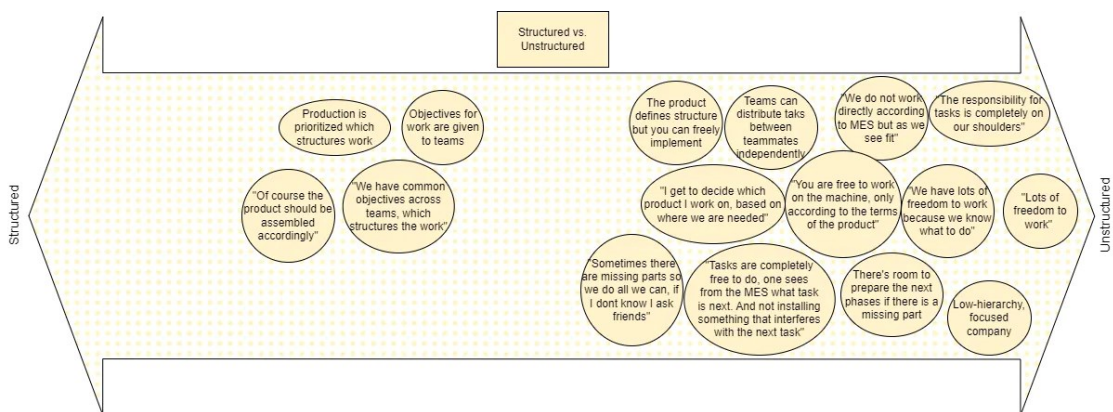 Structured vs.
Unstructured
Structured
Production is
prioritized which
structures work
Objectives for
work are given
to teams
"Of course the
product should be
assembled
accordingly"
"We have common
objectives across
teams, which
structures the work"
The product
defines structure
but you can freely
implement
Teams can
distribute taks
between
teammates
independently
"We do not work
directly according
to MES but as we
see fit"
"The responsibility for
tasks is completely on
our shoulders"
"I get to decide which
product I work on, based on
where we are needed"
"You are free to work
on the machine, only
according to the terms
of the product"
"We have lots of
freedom to work
because we know
what to do"
"Lots of
freedom to
work"
"Sometimes there
are missing parts so
we do all we can, if
I dont know I ask
friends"
"Tasks are completely
free to do, one sees
from the MES what task
is next. And not installing
something that interferes
with the next task"
There's room to
prepare the next
phases if there is a
missing part
Low-hierarchy,
focused
company
Unstructured